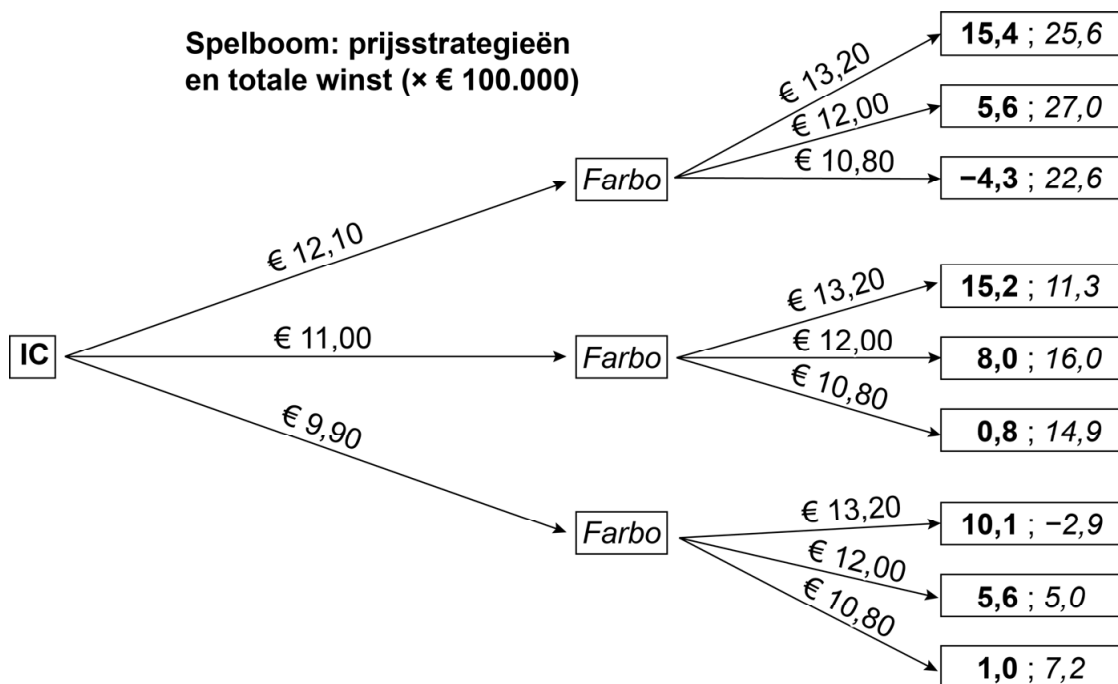 Spelboom: prijsstrategieën
en totale winst (× € 100.000)
€ 13,20
15,4 ; 25,6
€ 12,00
5,6 ; 27,0
€ 10,80
−4,3 ; 22,6
Farbo
€ 12,10
€ 13,20
15,2 ; 11,3
IC
€ 11,00
Farbo
€ 12,00
8,0 ; 16,0
€ 10,80
0,8 ; 14,9
€ 9,90
Farbo
€ 13,20
10,1 ; −2,9
€ 12,00
5,6 ; 5,0
€ 10,80
1,0 ; 7,2